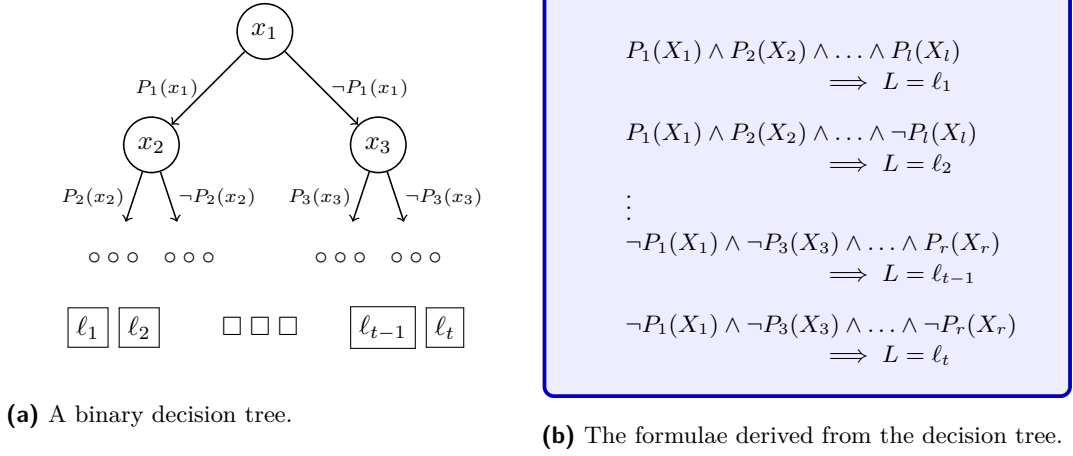 x₁
P₁(x₁) ¬P₁(x₁)
x₂ x₃
P₂(x₂) ¬P₂(x₂) P₃(x₃) ¬P₃(x₃)
ℓ₁ ℓ₂ ℓₜ₋₁ ℓₜ
(a) A binary decision tree.
P₁(X₁) ∧ P₂(X₂) ∧ … ∧ Pₗ(Xₗ)
⟹ L = ℓ₁
P₁(X₁) ∧ P₂(X₂) ∧ … ∧ ¬Pₗ(Xₗ)
⟹ L = ℓ₂
⋮
¬P₁(X₁) ∧ ¬P₃(X₃) ∧ … ∧ Pᵣ(Xᵣ)
⟹ L = ℓₜ₋₁
¬P₁(X₁) ∧ ¬P₃(X₃) ∧ … ∧ ¬Pᵣ(Xᵣ)
⟹ L = ℓₜ
(b) The formulae derived from the decision tree.